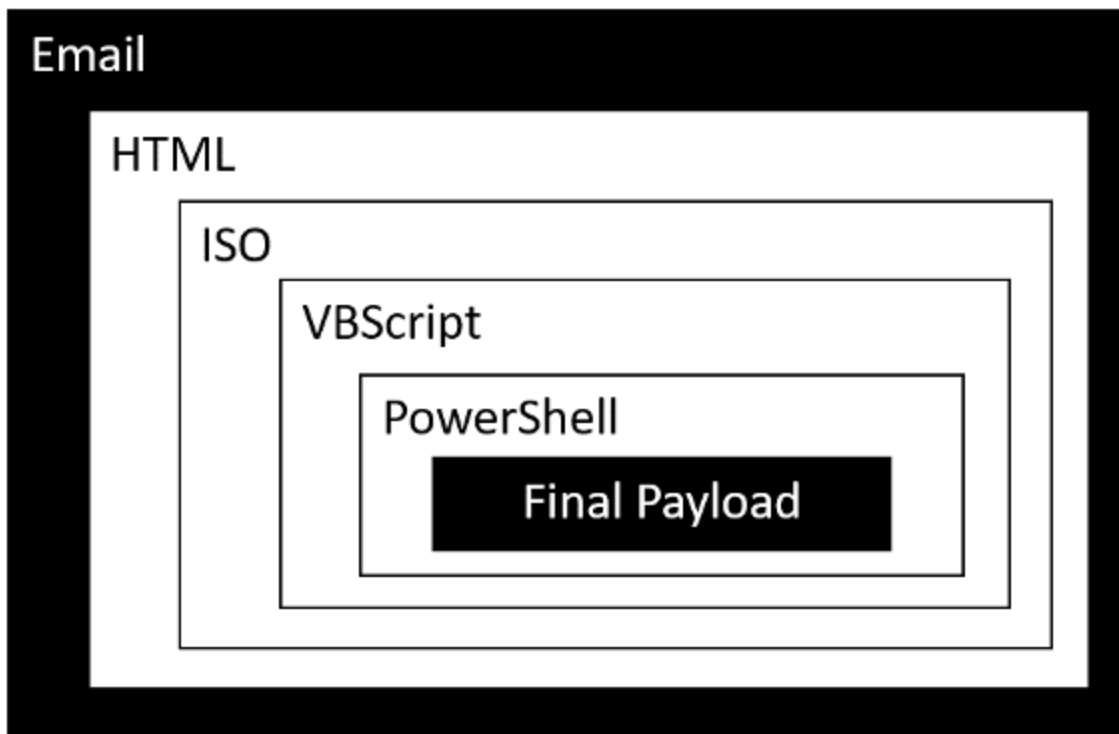 Email
HTML
ISO
VBScript
PowerShell
Final Payload